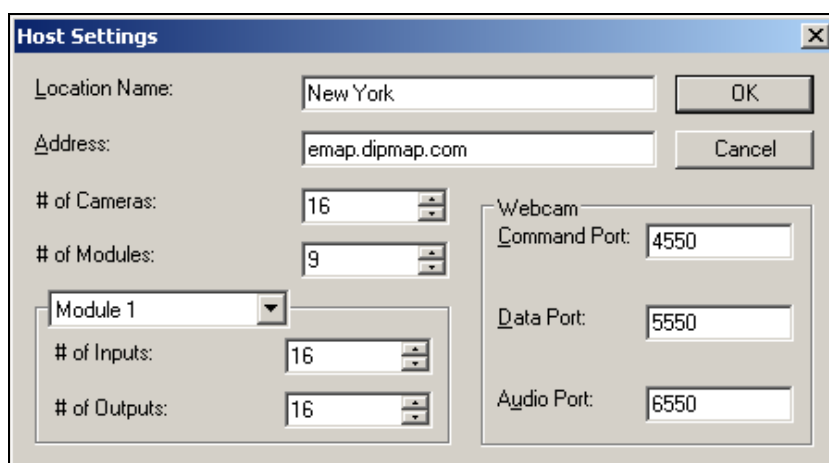 Host Settings
Location Name: New York OK
Address: emap.dipmap.com Cancel
# of Cameras: 16
# of Modules: 9
Module 1
# of Inputs: 16
# of Outputs: 16
Webcam
Command Port: 4550
Data Port: 5550
Audio Port: 6550